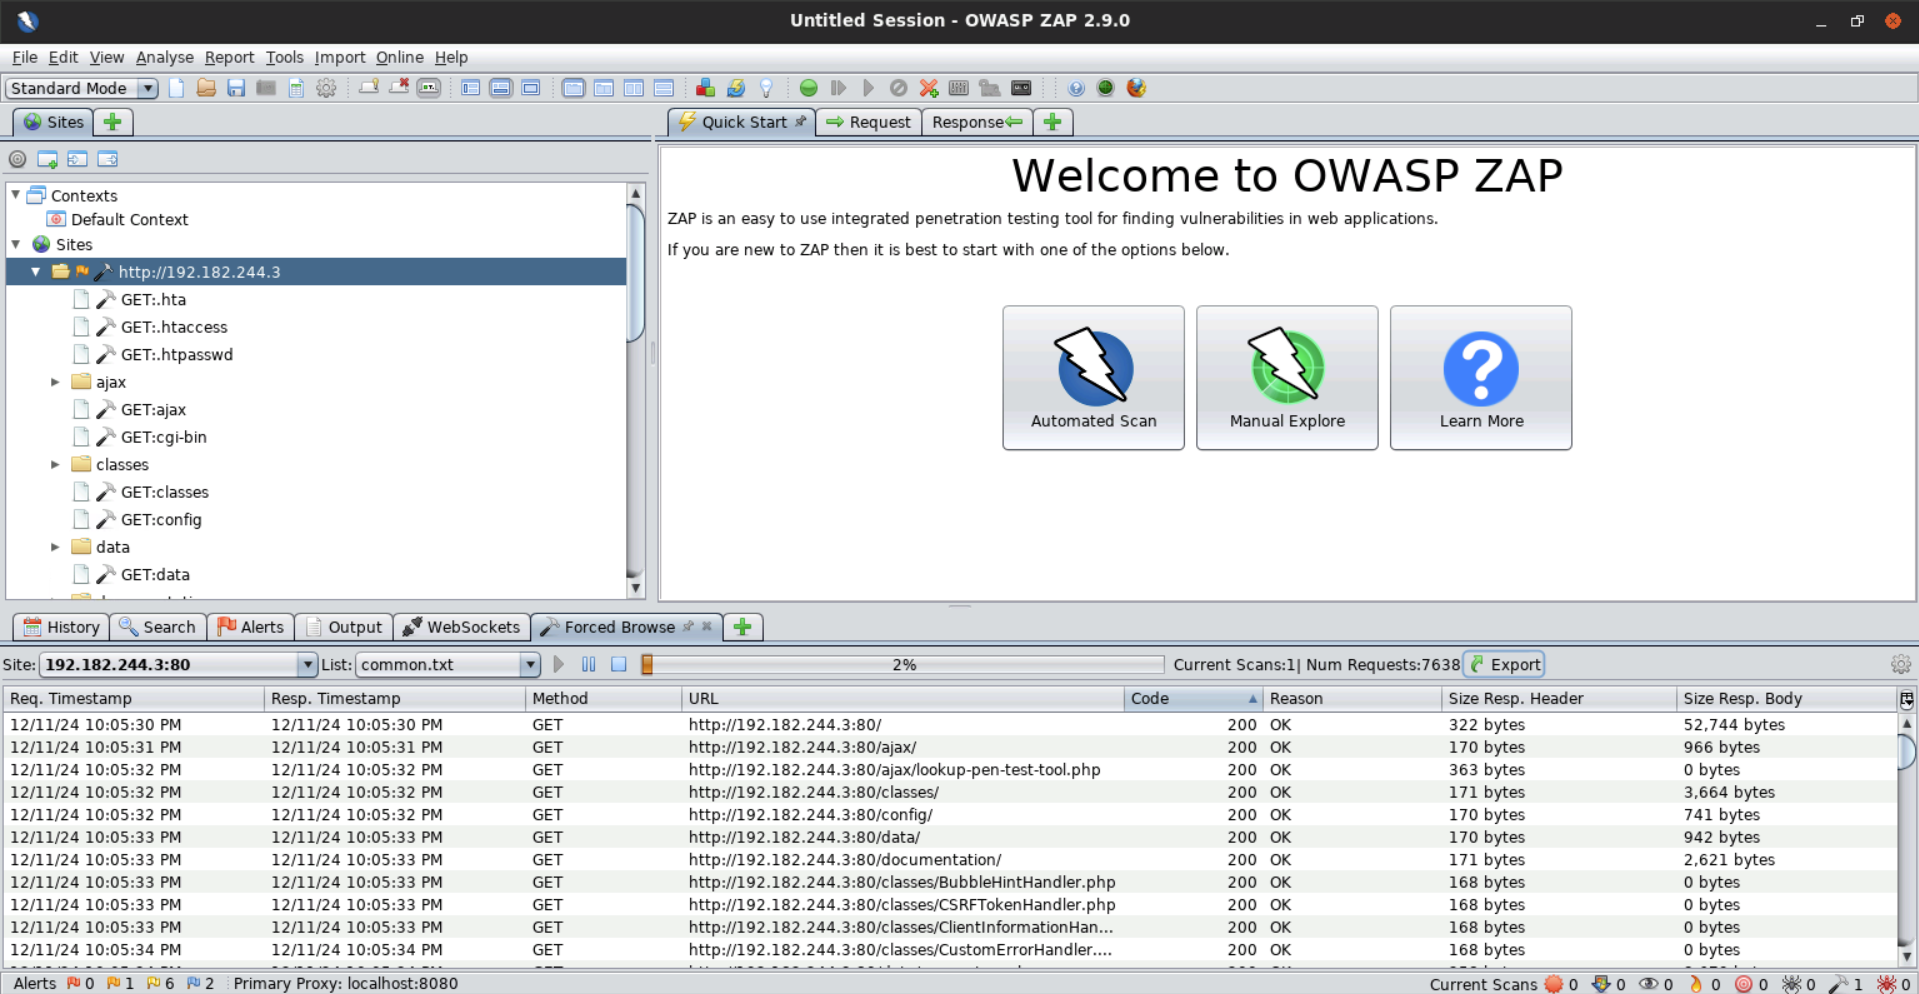 Untitled Session - OWASP ZAP 2.9.0
File Edit View Analyse Report Tools Import Online Help
Standard Mode
Sites
Quick Start Request Response
Contexts
Default Context
Sites
http://192.182.244.3
GET:.hta
GET:.htaccess
GET:.htpasswd
ajax
GET:ajax
GET:cgi-bin
classes
GET:classes
GET:config
data
GET:data
Welcome to OWASP ZAP
ZAP is an easy to use integrated penetration testing tool for finding vulnerabilities in web applications.
If you are new to ZAP then it is best to start with one of the options below.
Automated Scan Manual Explore Learn More
History Search Alerts Output WebSockets Forced Browse
Site: 192.182.244.3:80 List: common.txt 2% Current Scans:1| Num Requests:7638 Export
Req. Timestamp Resp. Timestamp Method URL Code Reason Size Resp. Header Size Resp. Body
12/11/24 10:05:30 PM 12/11/24 10:05:30 PM GET http://192.182.244.3:80/ 200 OK 322 bytes 52,744 bytes
12/11/24 10:05:31 PM 12/11/24 10:05:31 PM GET http://192.182.244.3:80/ajax/ 200 OK 170 bytes 966 bytes
12/11/24 10:05:32 PM 12/11/24 10:05:32 PM GET http://192.182.244.3:80/ajax/lookup-pen-test-tool.php 200 OK 363 bytes 0 bytes
12/11/24 10:05:32 PM 12/11/24 10:05:32 PM GET http://192.182.244.3:80/classes/ 200 OK 171 bytes 3,664 bytes
12/11/24 10:05:32 PM 12/11/24 10:05:32 PM GET http://192.182.244.3:80/config/ 200 OK 170 bytes 741 bytes
12/11/24 10:05:33 PM 12/11/24 10:05:33 PM GET http://192.182.244.3:80/data/ 200 OK 170 bytes 942 bytes
12/11/24 10:05:33 PM 12/11/24 10:05:33 PM GET http://192.182.244.3:80/documentation/ 200 OK 171 bytes 2,621 bytes
12/11/24 10:05:33 PM 12/11/24 10:05:33 PM GET http://192.182.244.3:80/classes/BubbleHintHandler.php 200 OK 168 bytes 0 bytes
12/11/24 10:05:33 PM 12/11/24 10:05:33 PM GET http://192.182.244.3:80/classes/CSRFTokenHandler.php 200 OK 168 bytes 0 bytes
12/11/24 10:05:33 PM 12/11/24 10:05:33 PM GET http://192.182.244.3:80/classes/ClientInformationHan... 200 OK 168 bytes 0 bytes
12/11/24 10:05:34 PM 12/11/24 10:05:34 PM GET http://192.182.244.3:80/classes/CustomErrorHandler.... 200 OK 168 bytes 0 bytes
Alerts 0 1 6 2 Primary Proxy: localhost:8080 Current Scans 0 0 0 0 0 0 1 0